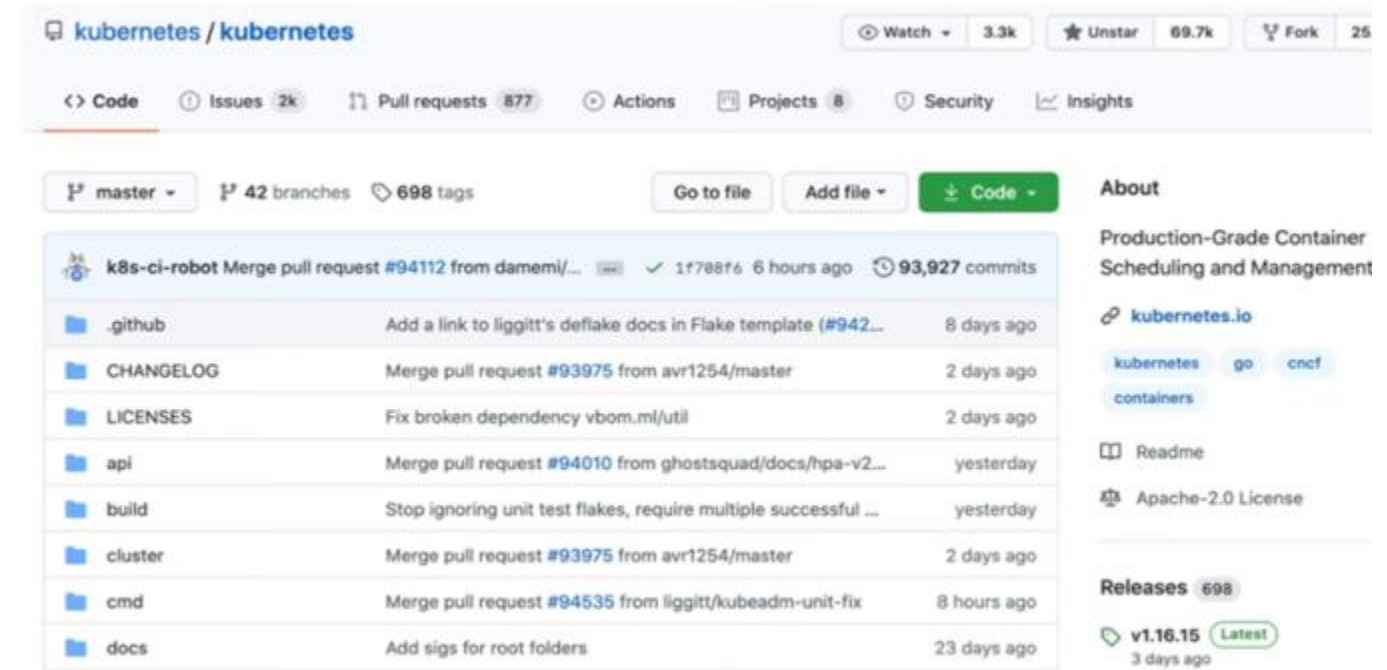 kubernetes / kubernetes
Watch 3.3k Unstar 69.7k Fork 25
Code Issues 2k Pull requests 877 Actions Projects 8 Security Insights
master 42 branches 698 tags Go to file Add file Code
k8s-ci-robot Merge pull request #94112 from damemi/... 1f708f6 6 hours ago 93,927 commits
.github Add a link to liggitt's deflake docs in Flake template (#942... 8 days ago
CHANGELOG Merge pull request #93975 from avr1254/master 2 days ago
LICENSES Fix broken dependency vbom.ml/util 2 days ago
api Merge pull request #94010 from ghostsquad/docs/hpa-v2... yesterday
build Stop ignoring unit test flakes, require multiple successful ... yesterday
cluster Merge pull request #93975 from avr1254/master 2 days ago
cmd Merge pull request #94535 from liggitt/kubeadm-unit-fix 8 hours ago
docs Add sigs for root folders 23 days ago
About
Production-Grade Container
Scheduling and Management
kubernetes.io
kubernetes go cncf
containers
Readme
Apache-2.0 License
Releases 698
v1.16.15 Latest
3 days ago